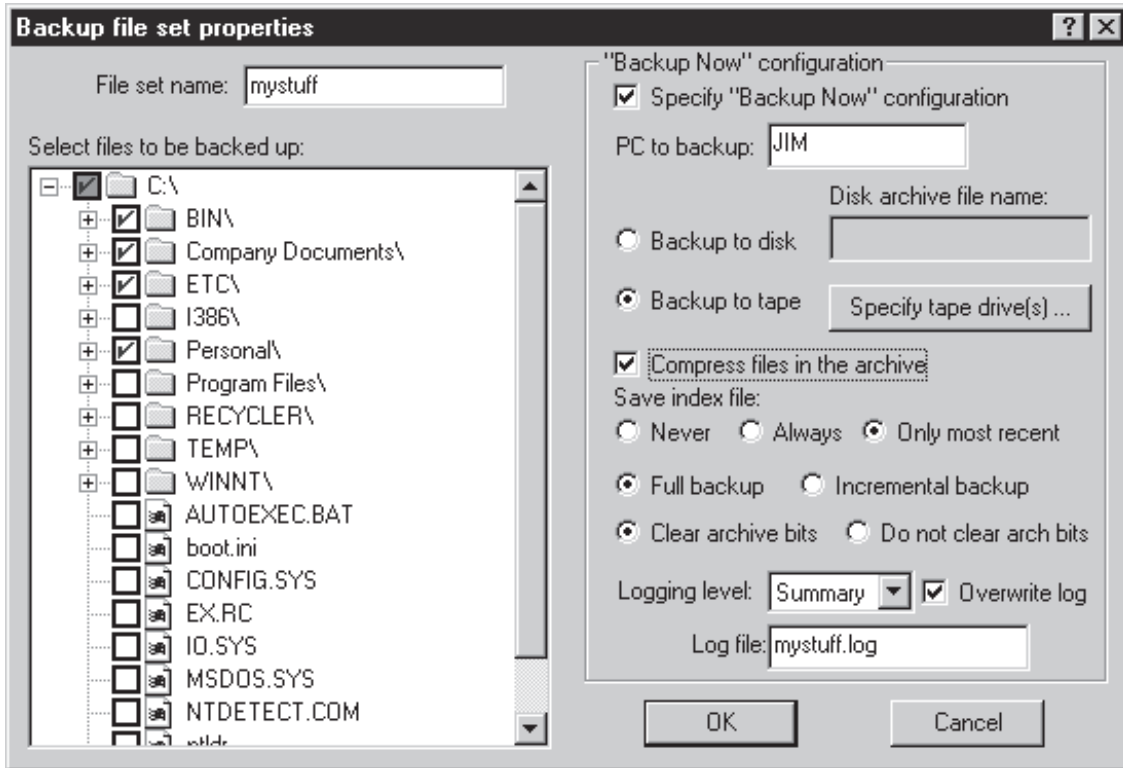 Backup file set properties
File set name: mystuff
Select files to be backed up:
C:\
BIN\
Company Documents\
ETC\
I386\
Personal\
Program Files\
RECYCLER\
TEMP\
WINNT\
AUTOEXEC.BAT
boot.ini
CONFIG.SYS
EX.RC
IO.SYS
MSDOS.SYS
NTDETECT.COM
"Backup Now" configuration
Specify "Backup Now" configuration
PC to backup: JIM
Disk archive file name:
Backup to disk
Backup to tape Specify tape drive(s) ...
Compress files in the archive
Save index file:
Never Always Only most recent
Full backup Incremental backup
Clear archive bits Do not clear arch bits
Logging level: Summary Overwrite log
Log file: mystuff.log
OK Cancel